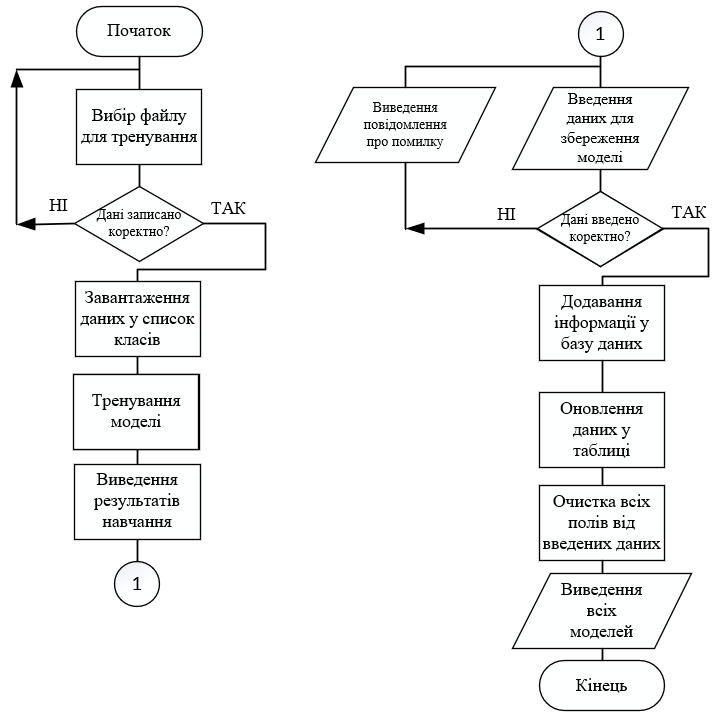 Початок
Вибір файлу
для тренування
Дані записано
коректно?
НІ
ТАК
Завантаження
даних у список
класів
Тренування
моделі
Виведення
результатів
навчання
1
1
Виведення
повідомлення
про помилку
Введення
даних для
збереження
моделі
Дані введено
коректно?
НІ
ТАК
Додавання
інформації у
базу даних
Оновлення
даних у
таблиці
Очистка всіх
полів від
введених даних
Виведення
всіх
моделей
Кінець